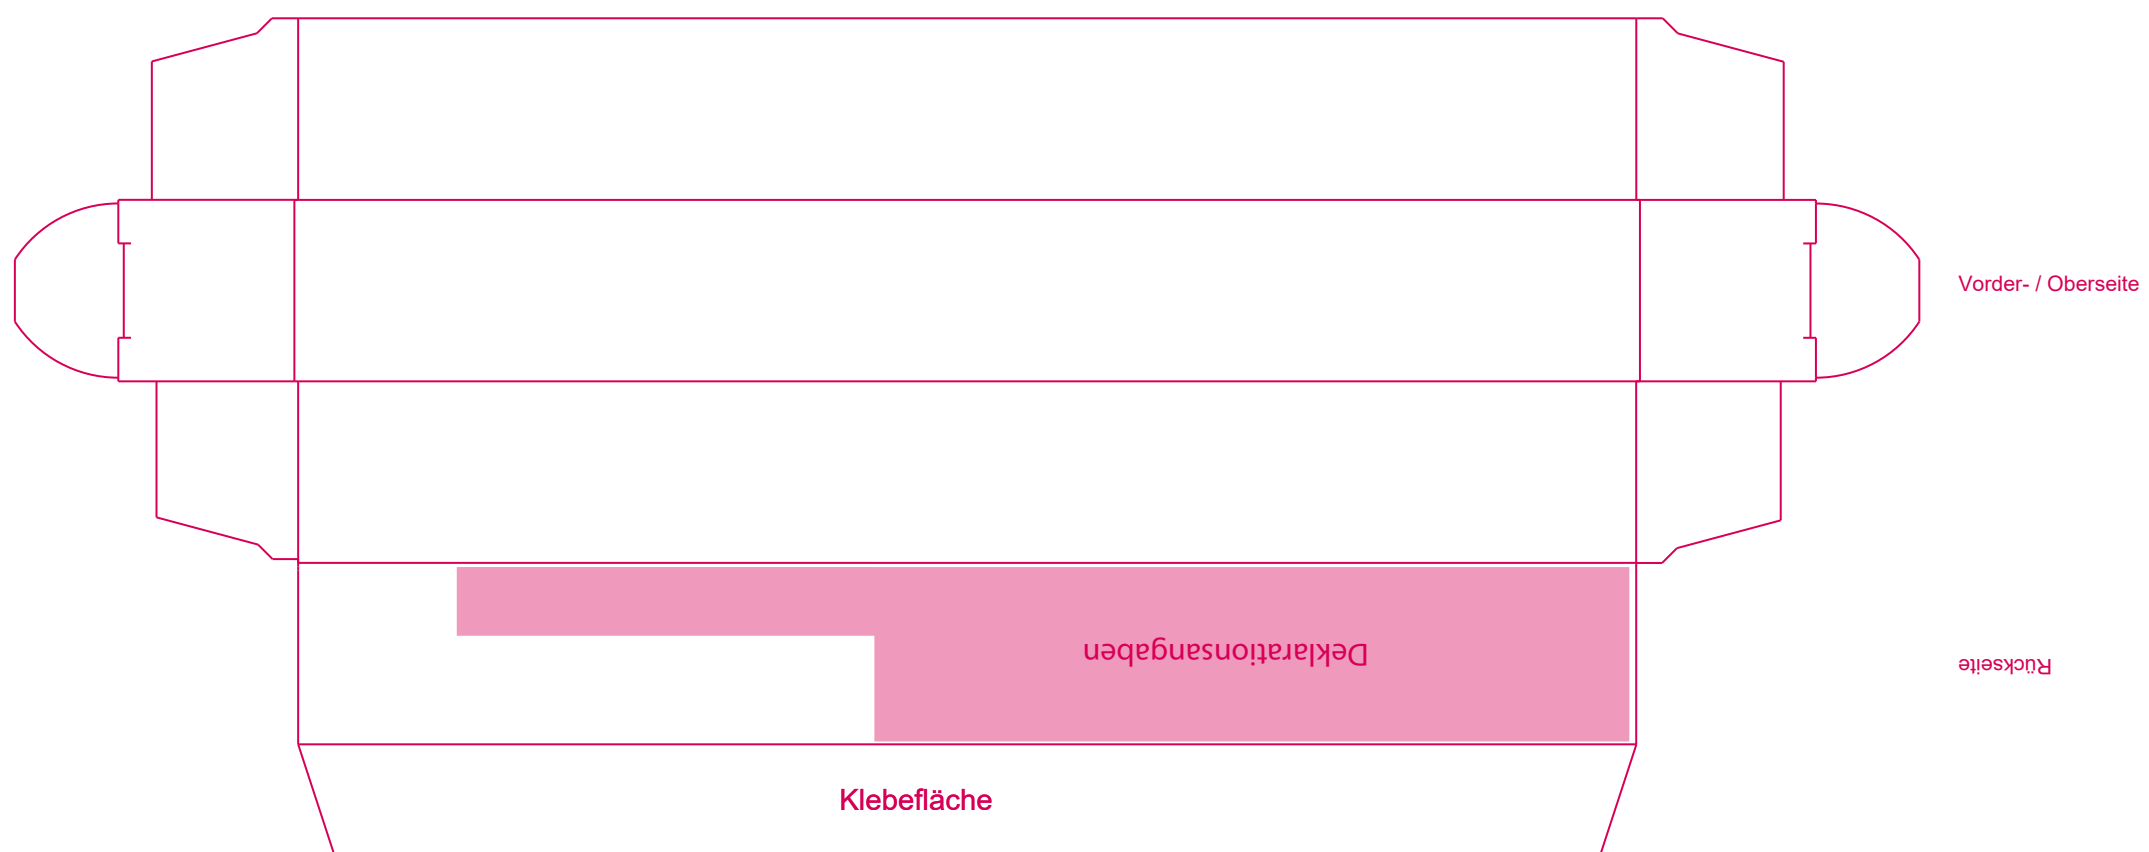 Vorder- / Oberseite
Deklarationsangaben
Rückseite
Klebefläche